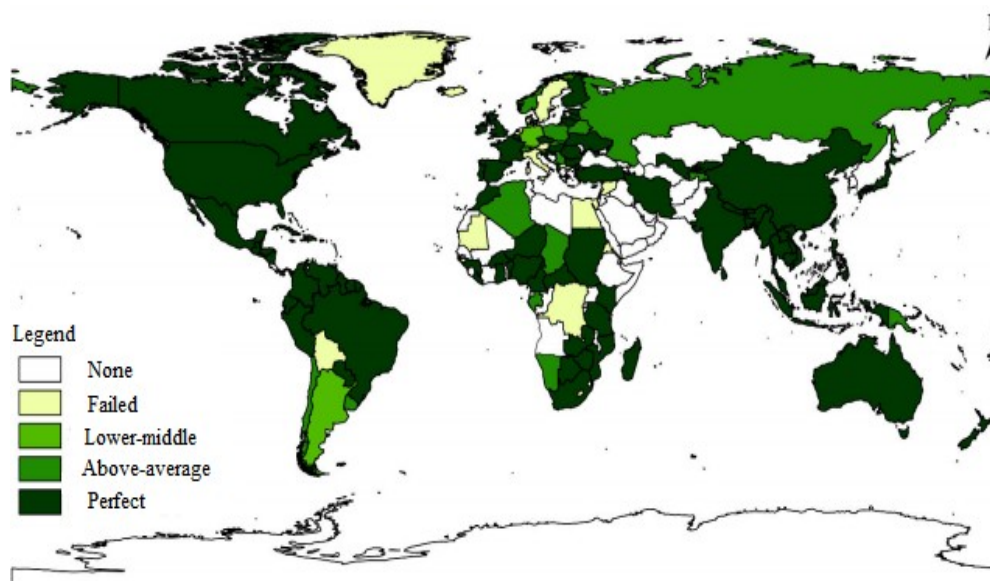 Legend
None
Failed
Lower-middle
Above-average
Perfect